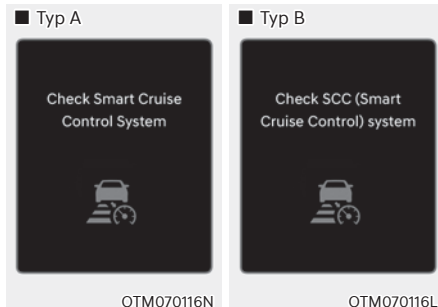 ■ Typ A
Check Smart Cruise
Control System
OTM070116N
■ Typ B
Check SCC (Smart
Cruise Control) system
OTM070116L